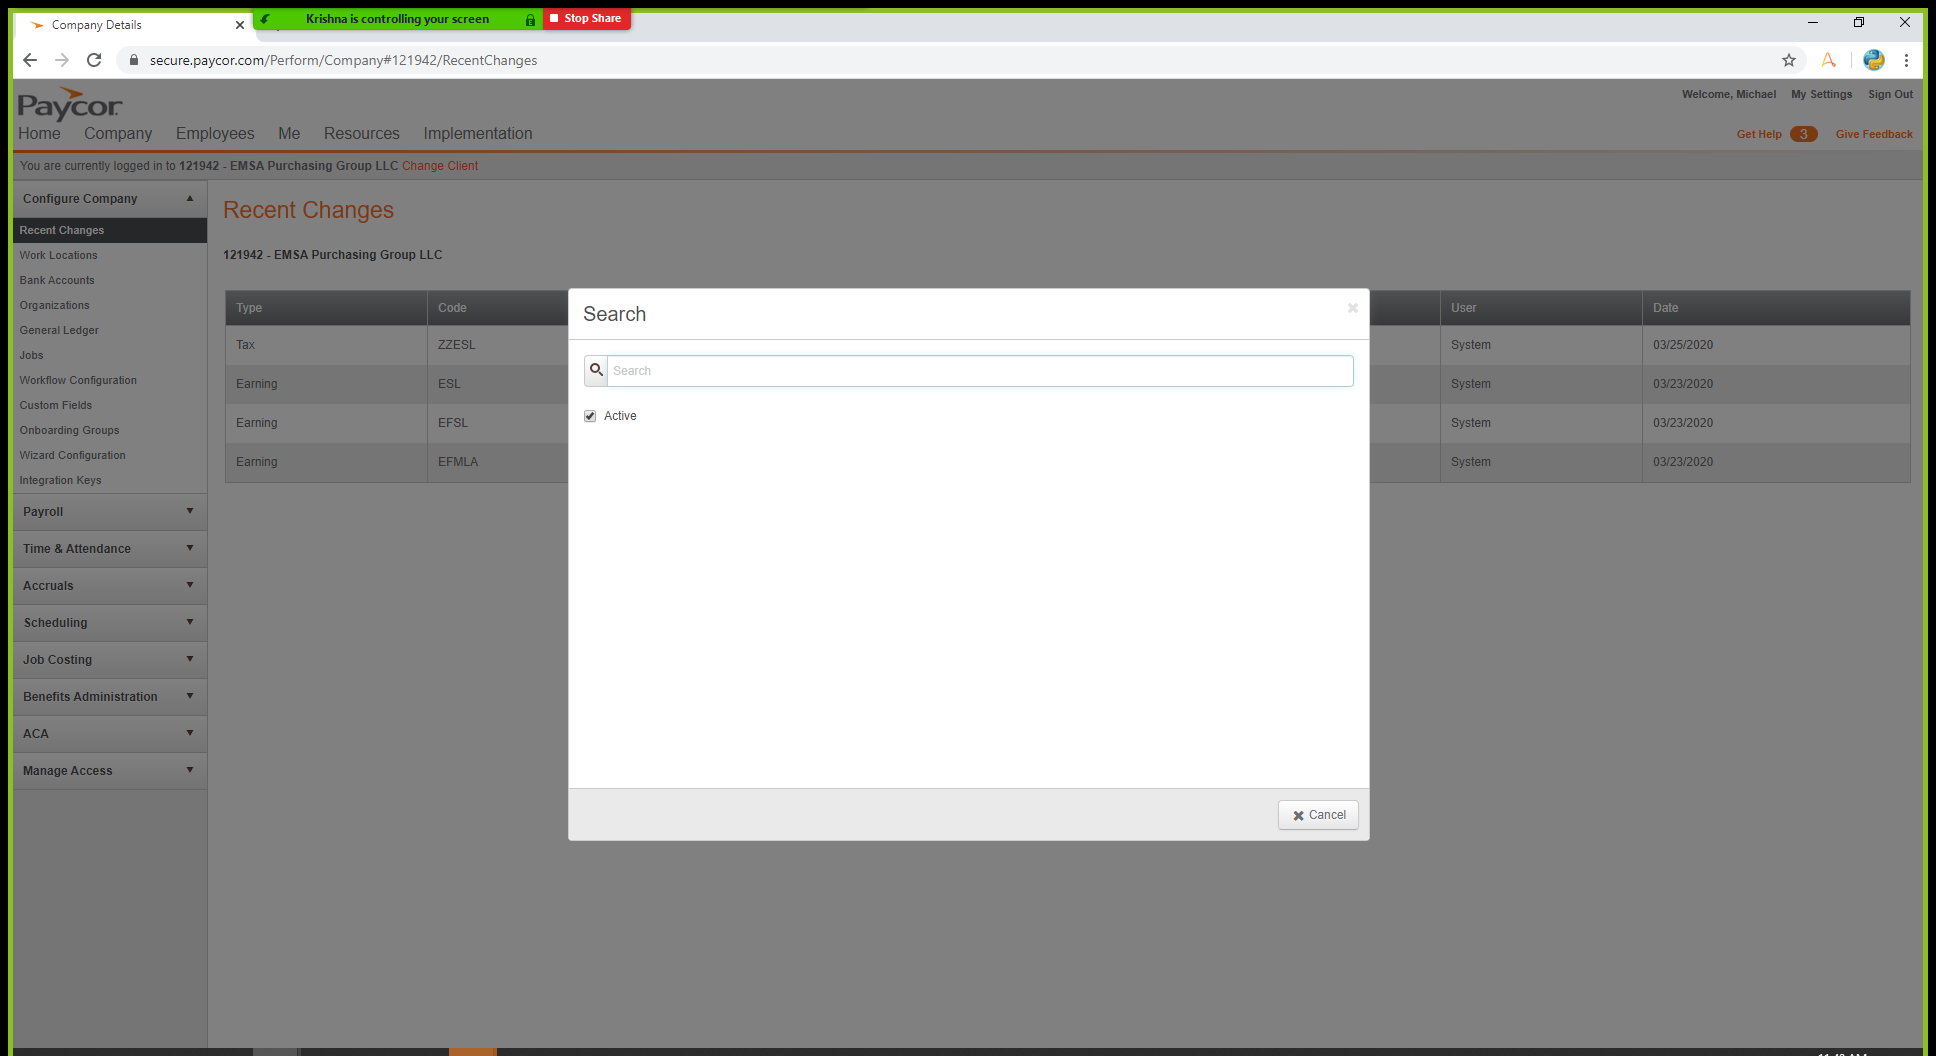 Company Details
Krishna is controlling your screen
Stop Share
secure.paycor.com/Perform/Company#121942/RecentChanges
Paycor
Welcome, Michael My Settings Sign Out
Home Company Employees Me Resources Implementation
Get Help 3 Give Feedback
You are currently logged in to 121942 - EMSA Purchasing Group LLC Change Client
Configure Company
Recent Changes
Work Locations
Bank Accounts
Organizations
General Ledger
Jobs
Workflow Configuration
Custom Fields
Onboarding Groups
Wizard Configuration
Integration Keys
Payroll
Time & Attendance
Accruals
Scheduling
Job Costing
Benefits Administration
ACA
Manage Access
Recent Changes
121942 - EMSA Purchasing Group LLC
Type Code User Date
Tax ZZESL System 03/25/2020
Earning ESL System 03/23/2020
Earning EFSL System 03/23/2020
Earning EFMLA System 03/23/2020
Search
Search
Active
Cancel